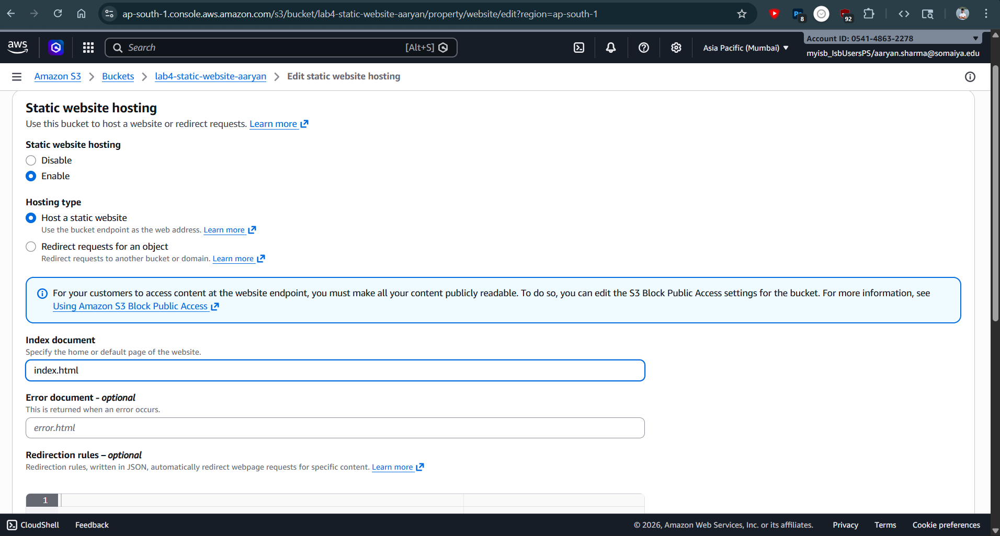 ap-south-1.console.aws.amazon.com/s3/bucket/lab4-static-website-aaryan/property/website/edit?region=ap-south-1
8
92
aws
Search
[Alt+S]
Asia Pacific (Mumbai)
Account ID: 0541-4863-2278
myisb_IsbUsersPS/aaryan.sharma@somaiya.edu
Amazon S3 > Buckets > lab4-static-website-aaryan > Edit static website hosting
Static website hosting
Use this bucket to host a website or redirect requests. Learn more
Static website hosting
Disable
Enable
Hosting type
Host a static website
Use the bucket endpoint as the web address. Learn more
Redirect requests for an object
Redirect requests to another bucket or domain. Learn more
For your customers to access content at the website endpoint, you must make all your content publicly readable. To do so, you can edit the S3 Block Public Access settings for the bucket. For more information, see
Using Amazon S3 Block Public Access
Index document
Specify the home or default page of the website.
index.html
Error document - optional
This is returned when an error occurs.
error.html
Redirection rules – optional
Redirection rules, written in JSON, automatically redirect webpage requests for specific content. Learn more
1
CloudShell
Feedback
© 2026, Amazon Web Services, Inc. or its affiliates.
Privacy
Terms
Cookie preferences